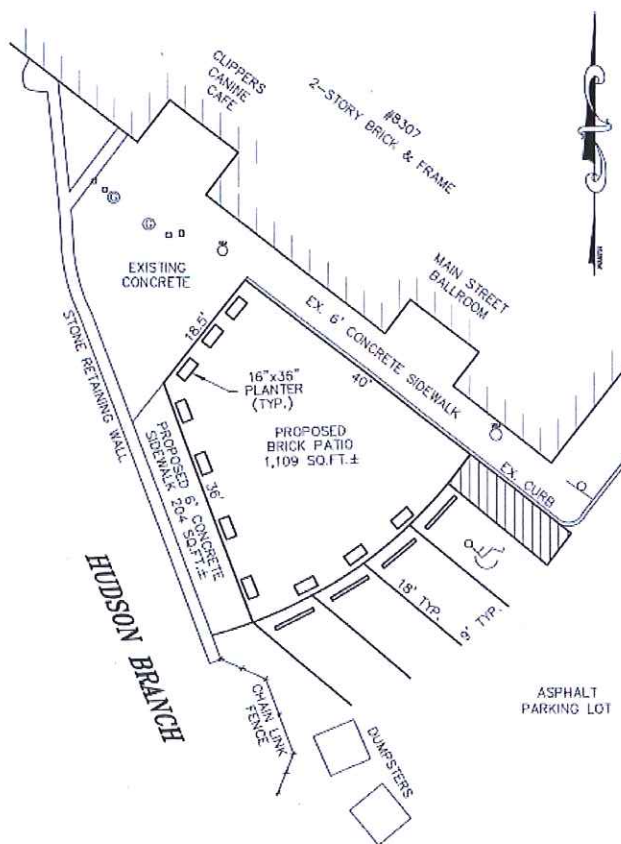 CLIPPERS
CANINE
CAFE
#8307
2-STORY BRICK & FRAME
MAIN STREET
BALLROOM
EXISTING
CONCRETE
G
G
STONE RETAINING WALL
18.5'
EX. 6' CONCRETE SIDEWALK
40'
16"x36"
PLANTER
(TYP.)
PROPOSED
BRICK PATIO
1,109 SQ.FT.±
36'
PROPOSED 6' CONCRETE
SIDEWALK 204 SQ.FT.±
EX. CURB
18' TYP.
9' TYP.
HUDSON BRANCH
CHAIN LINK
FENCE
DUMPSTERS
ASPHALT
PARKING LOT